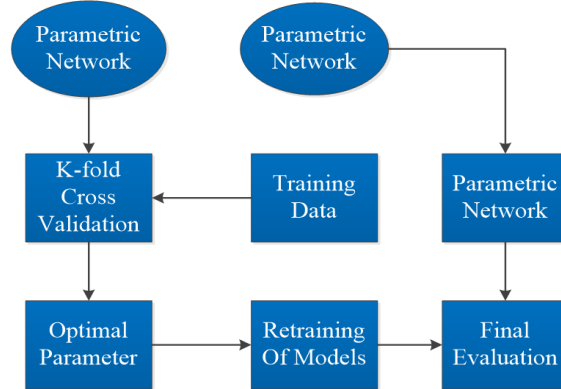 Parametric
Network
Parametric
Network
K-fold
Cross
Validation
Training
Data
Parametric
Network
Optimal
Parameter
Retraining
Of Models
Final
Evaluation